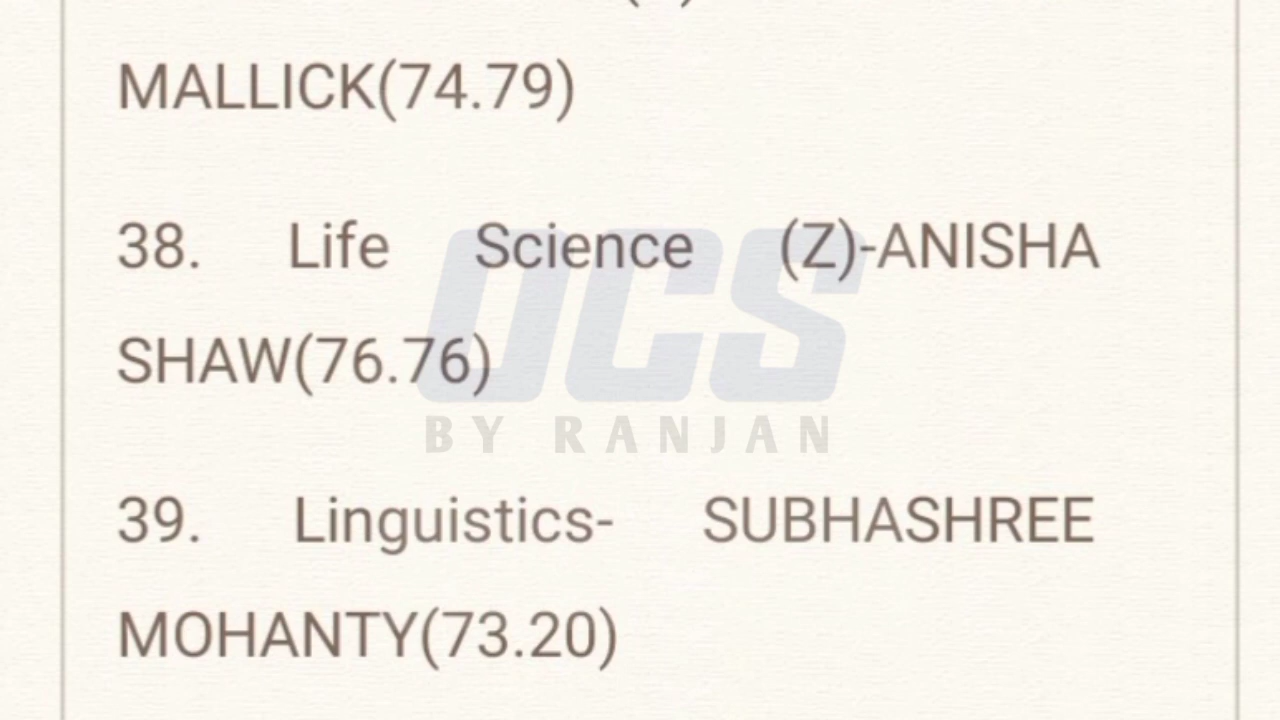 MALLICK(74.79)
38. Life Science (Z)-ANISHA
SHAW(76.76)
OCS
BY RANJAN
39. Linguistics- SUBHASHREE
MOHANTY(73.20)